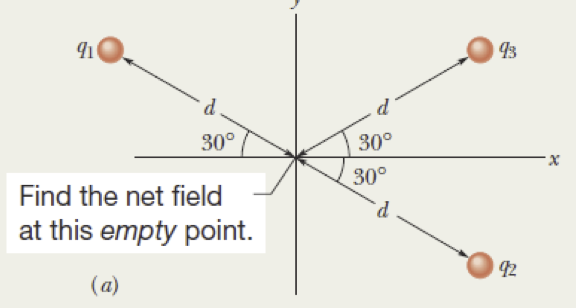 y
q1
q3
d
d
30°
30°
x
30°
Find the net field
at this empty point.
d
q2
(a)